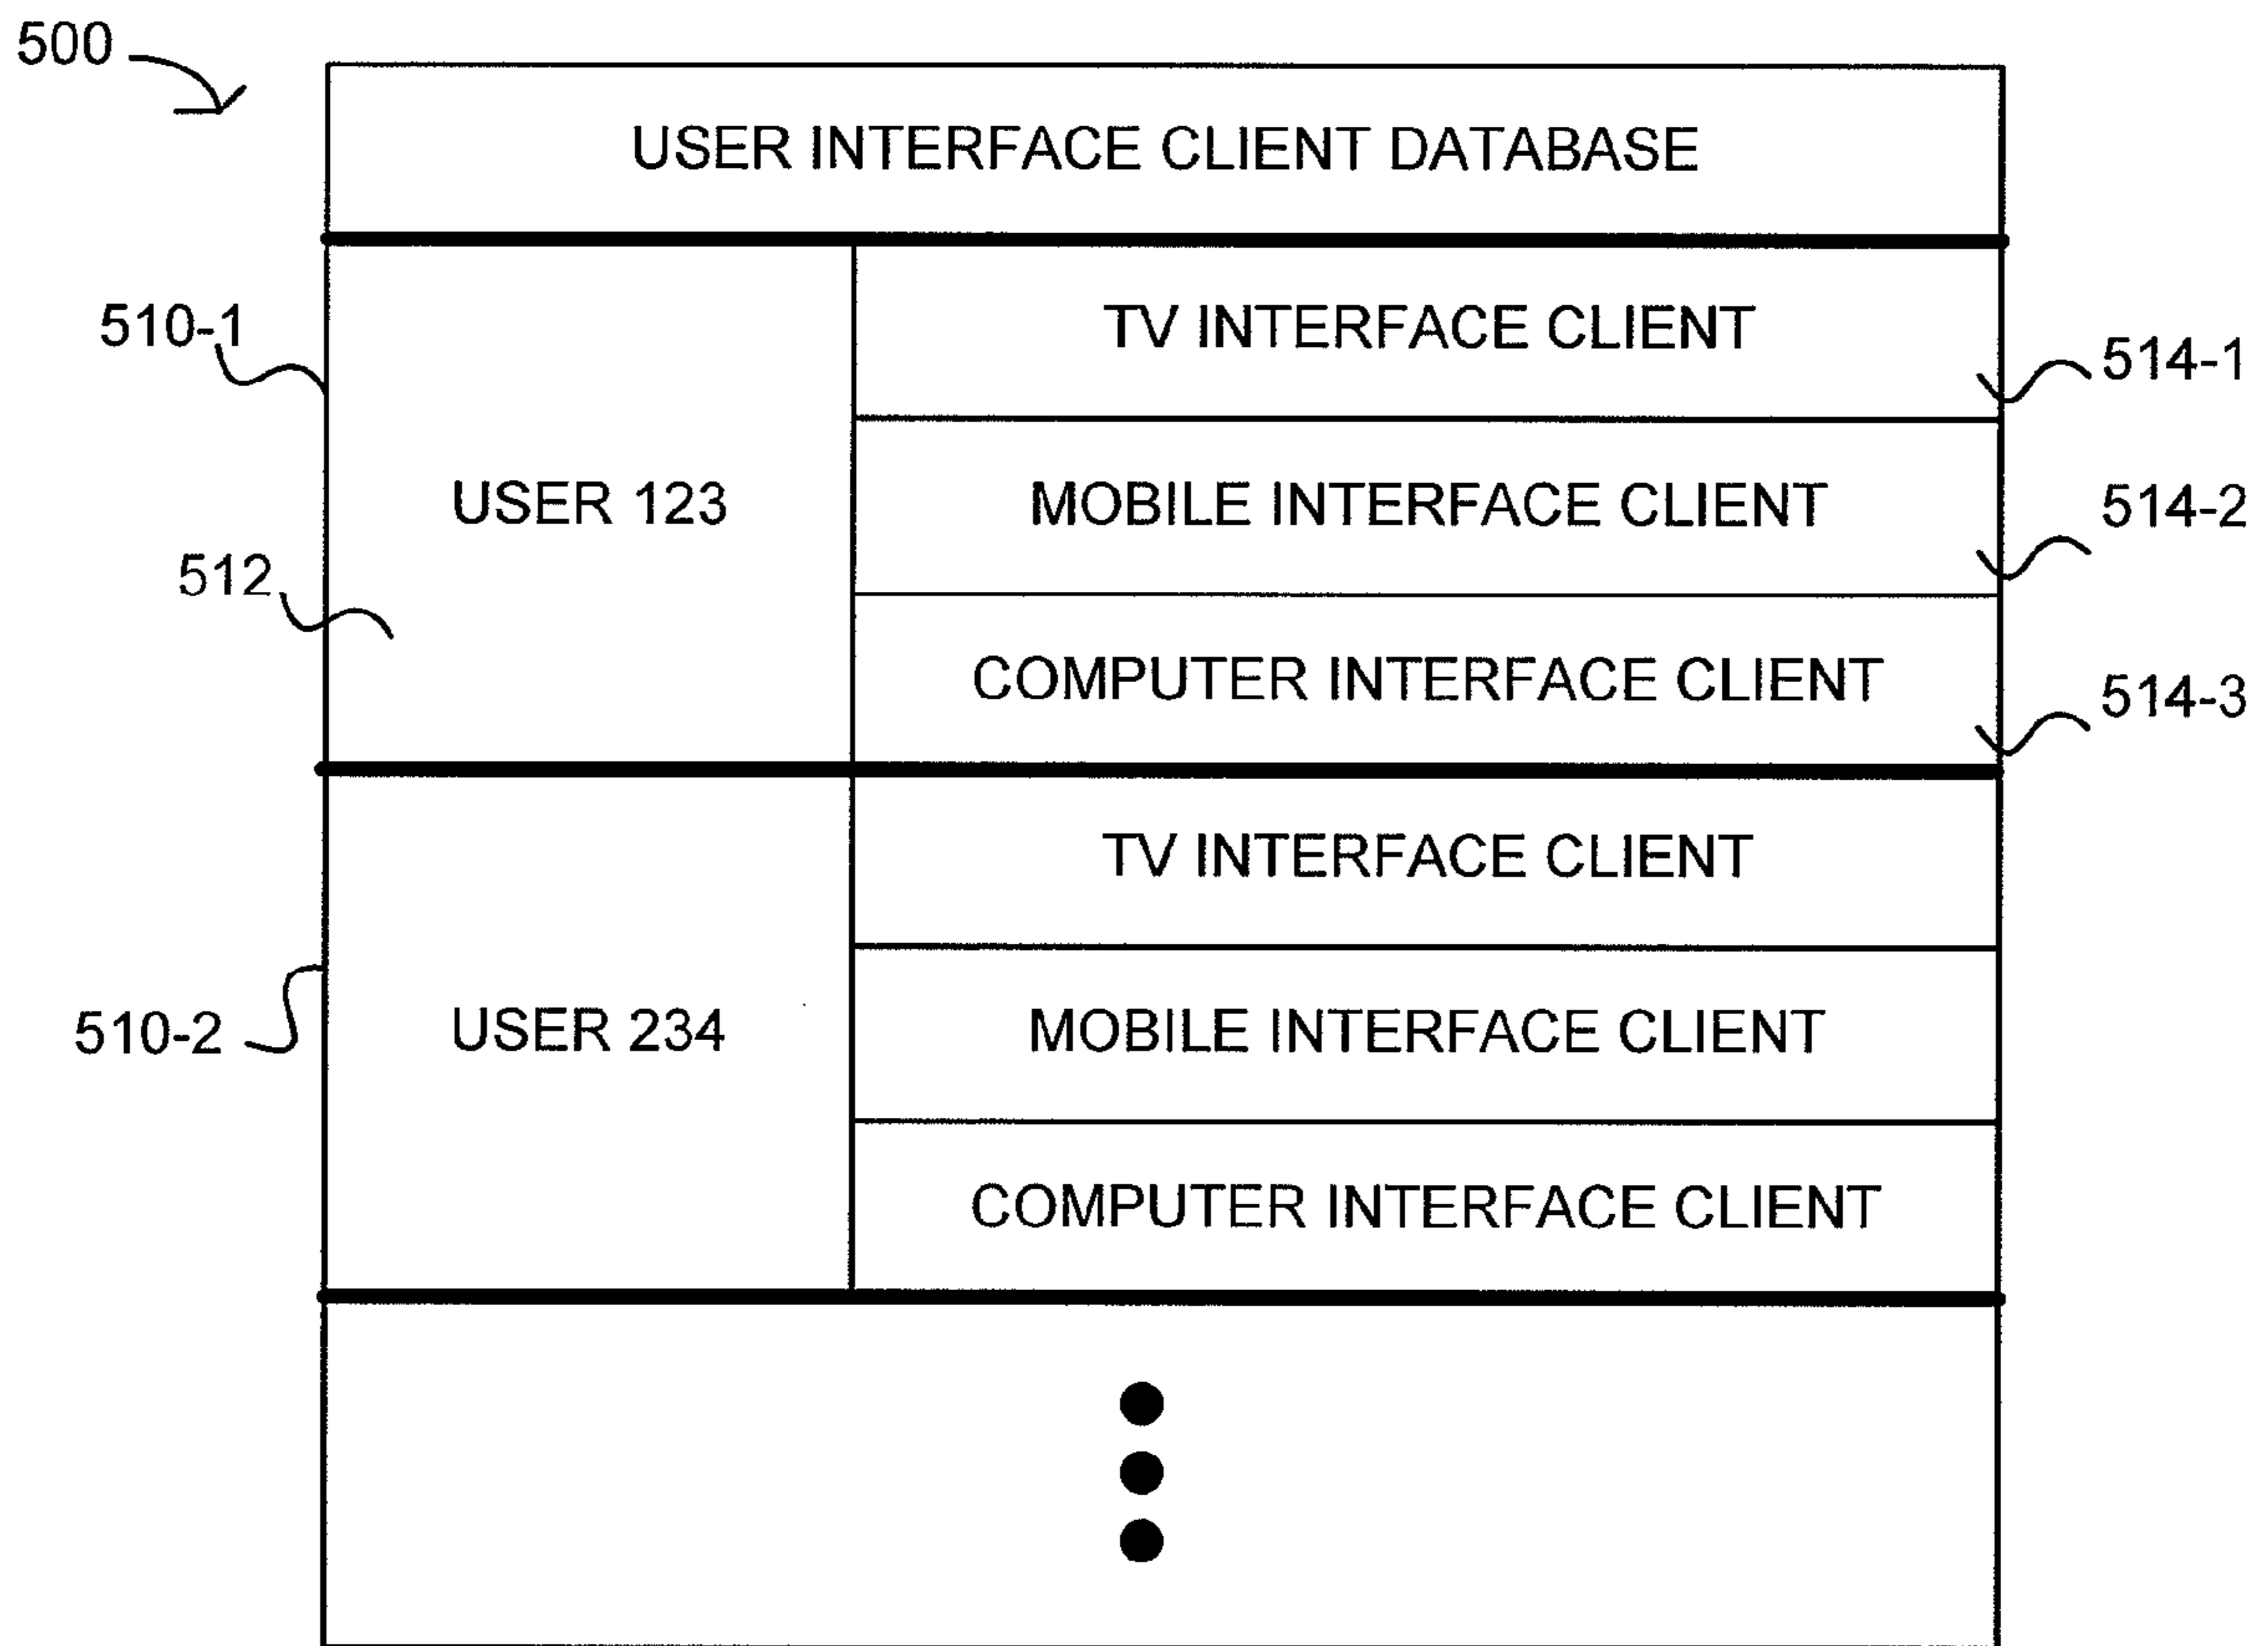 500
USER INTERFACE CLIENT DATABASE
510-1
TV INTERFACE CLIENT
514-1
USER 123
MOBILE INTERFACE CLIENT
514-2
512
COMPUTER INTERFACE CLIENT
514-3
TV INTERFACE CLIENT
510-2
USER 234
MOBILE INTERFACE CLIENT
COMPUTER INTERFACE CLIENT